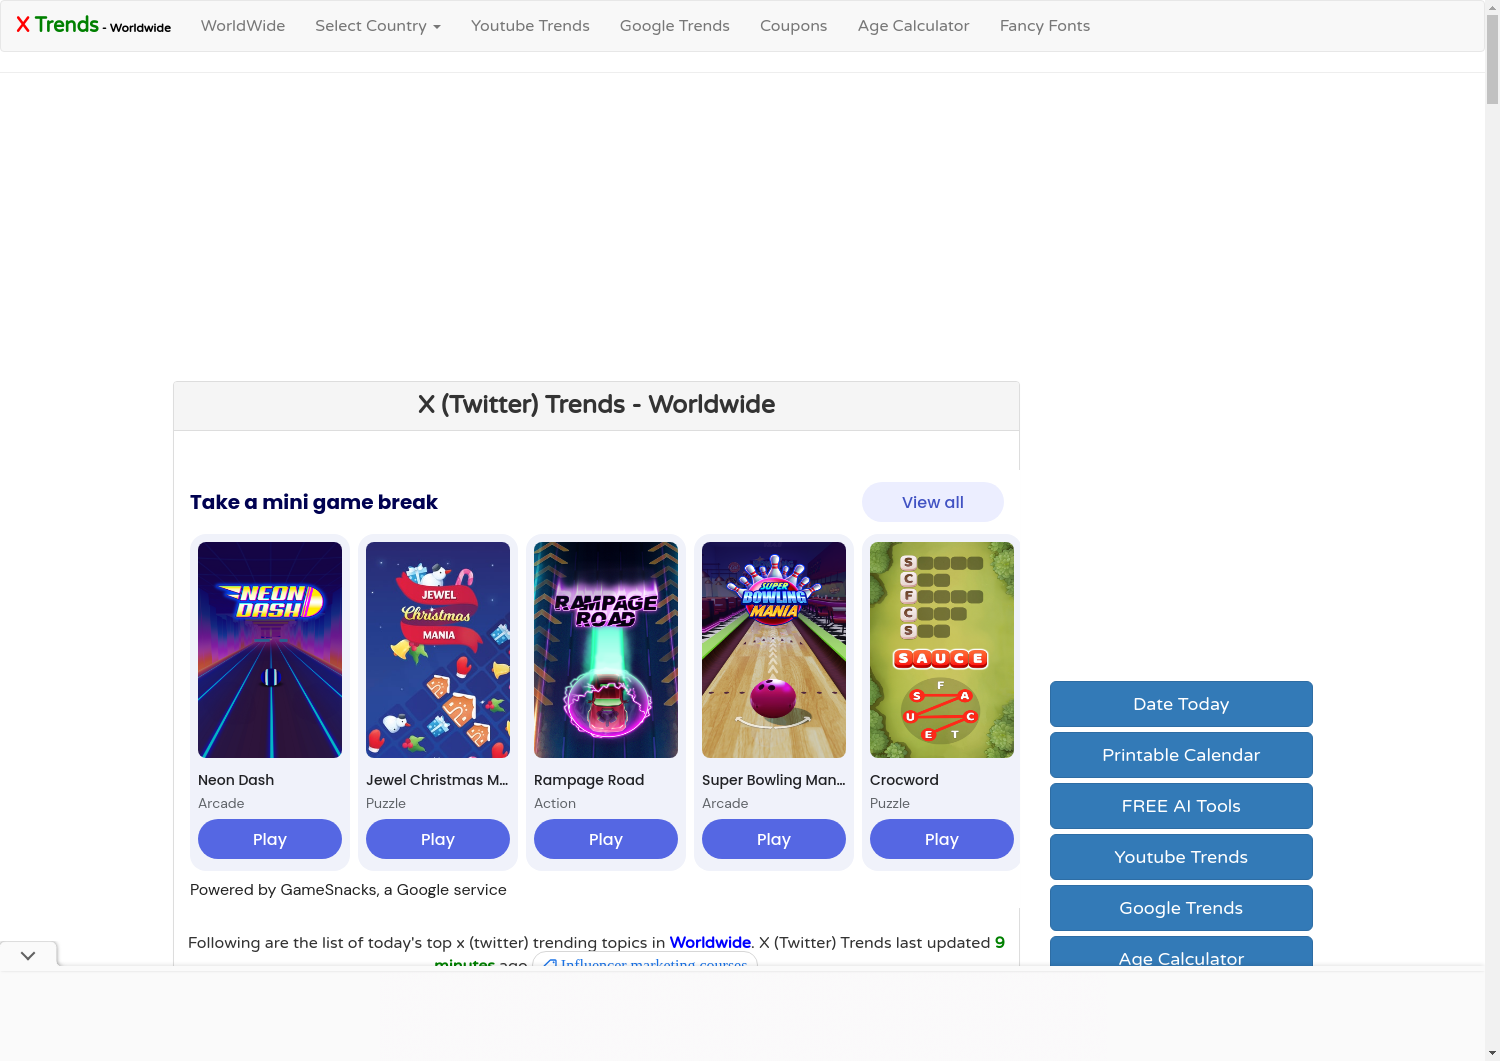 X Trends - Worldwide WorldWide Select Country Youtube Trends Google Trends Coupons Age Calculator Fancy Fonts
X (Twitter) Trends - Worldwide
Take a mini game break
View all
NEON DASH
JEWEL Christmas MANIA
RAMPAGE ROAD
SUPER BOWLING MANIA
S
C
F
C
S
SAUCE
F
S A
U C
E T
Neon Dash
Arcade
Play
Jewel Christmas M...
Puzzle
Play
Rampage Road
Action
Play
Super Bowling Man...
Arcade
Play
Crocword
Puzzle
Play
Powered by GameSnacks, a Google service
Following are the list of today's top x (twitter) trending topics in Worldwide. X (Twitter) Trends last updated 9
minutes ago Influencer marketing courses
Date Today
Printable Calendar
FREE AI Tools
Youtube Trends
Google Trends
Age Calculator